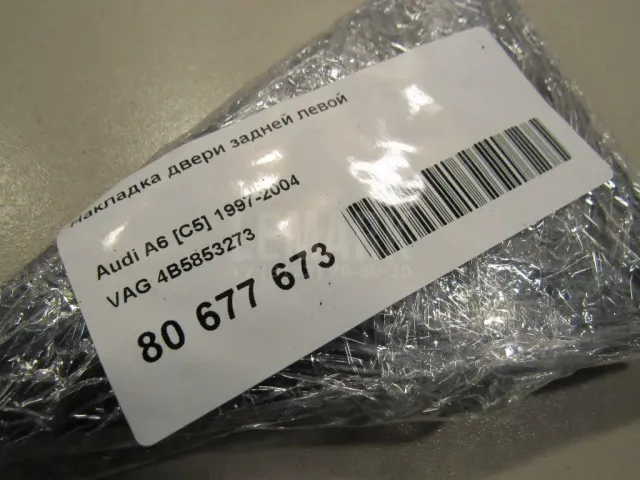 Накладка двери задней левой
Audi A6 [C5] 1997-2004
VAG 4B5853273
80 677 673